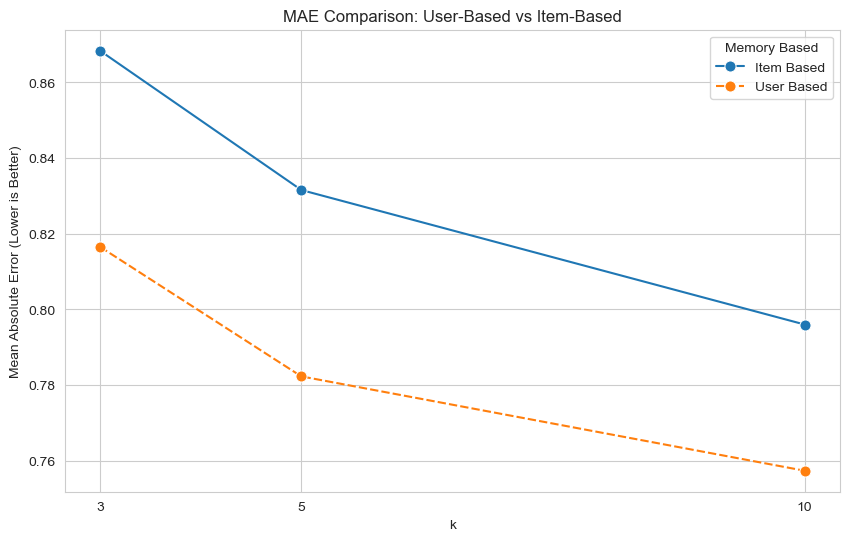 MAE Comparison: User-Based vs Item-Based
Mean Absolute Error (Lower is Better)
0.86
0.84
0.82
0.80
0.78
0.76
Memory Based
Item Based
User Based
3
5
10
k